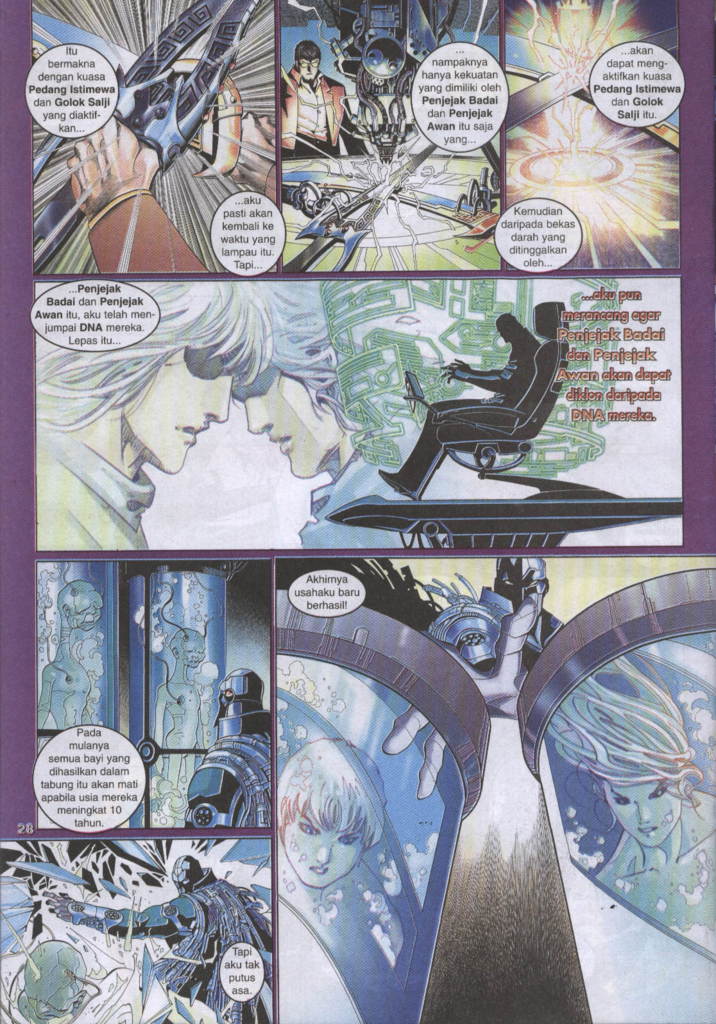 Itu
bermakna
dengan kuasa
Pedang Istimewa
dan Golok Salji
yang diaktif-
kan...
...aku
pasti akan
kembali ke
waktu yang
lampau itu.
Tapi...
...
nampaknya
hanya kekuatan
yang dimiliki oleh
Penjejak Badai
dan Penjejak
Awan itu saja
yang...
...akan
dapat meng-
aktifkan kuasa
Pedang Istimewa
dan Golok
Salji itu.
Kemudian
daripada bekas
darah yang
ditinggalkan
oleh...
...Penjejak
Badai dan Penjejak
Awan itu, aku telah men-
jumpai DNA mereka.
Lepas itu...
...aku pun
merancang agar
Penjejak Badai
dan Penjejak
Awan akan dapat
diklon daripada
DNA mereka.
Pada
mulanya
semua bayi yang
dihasilkan dalam
tabung itu akan mati
apabila usia mereka
meningkat 10
tahun.
Tapi
aku tak
putus
asa.
Akhirnya
usahaku baru
berhasil!
28